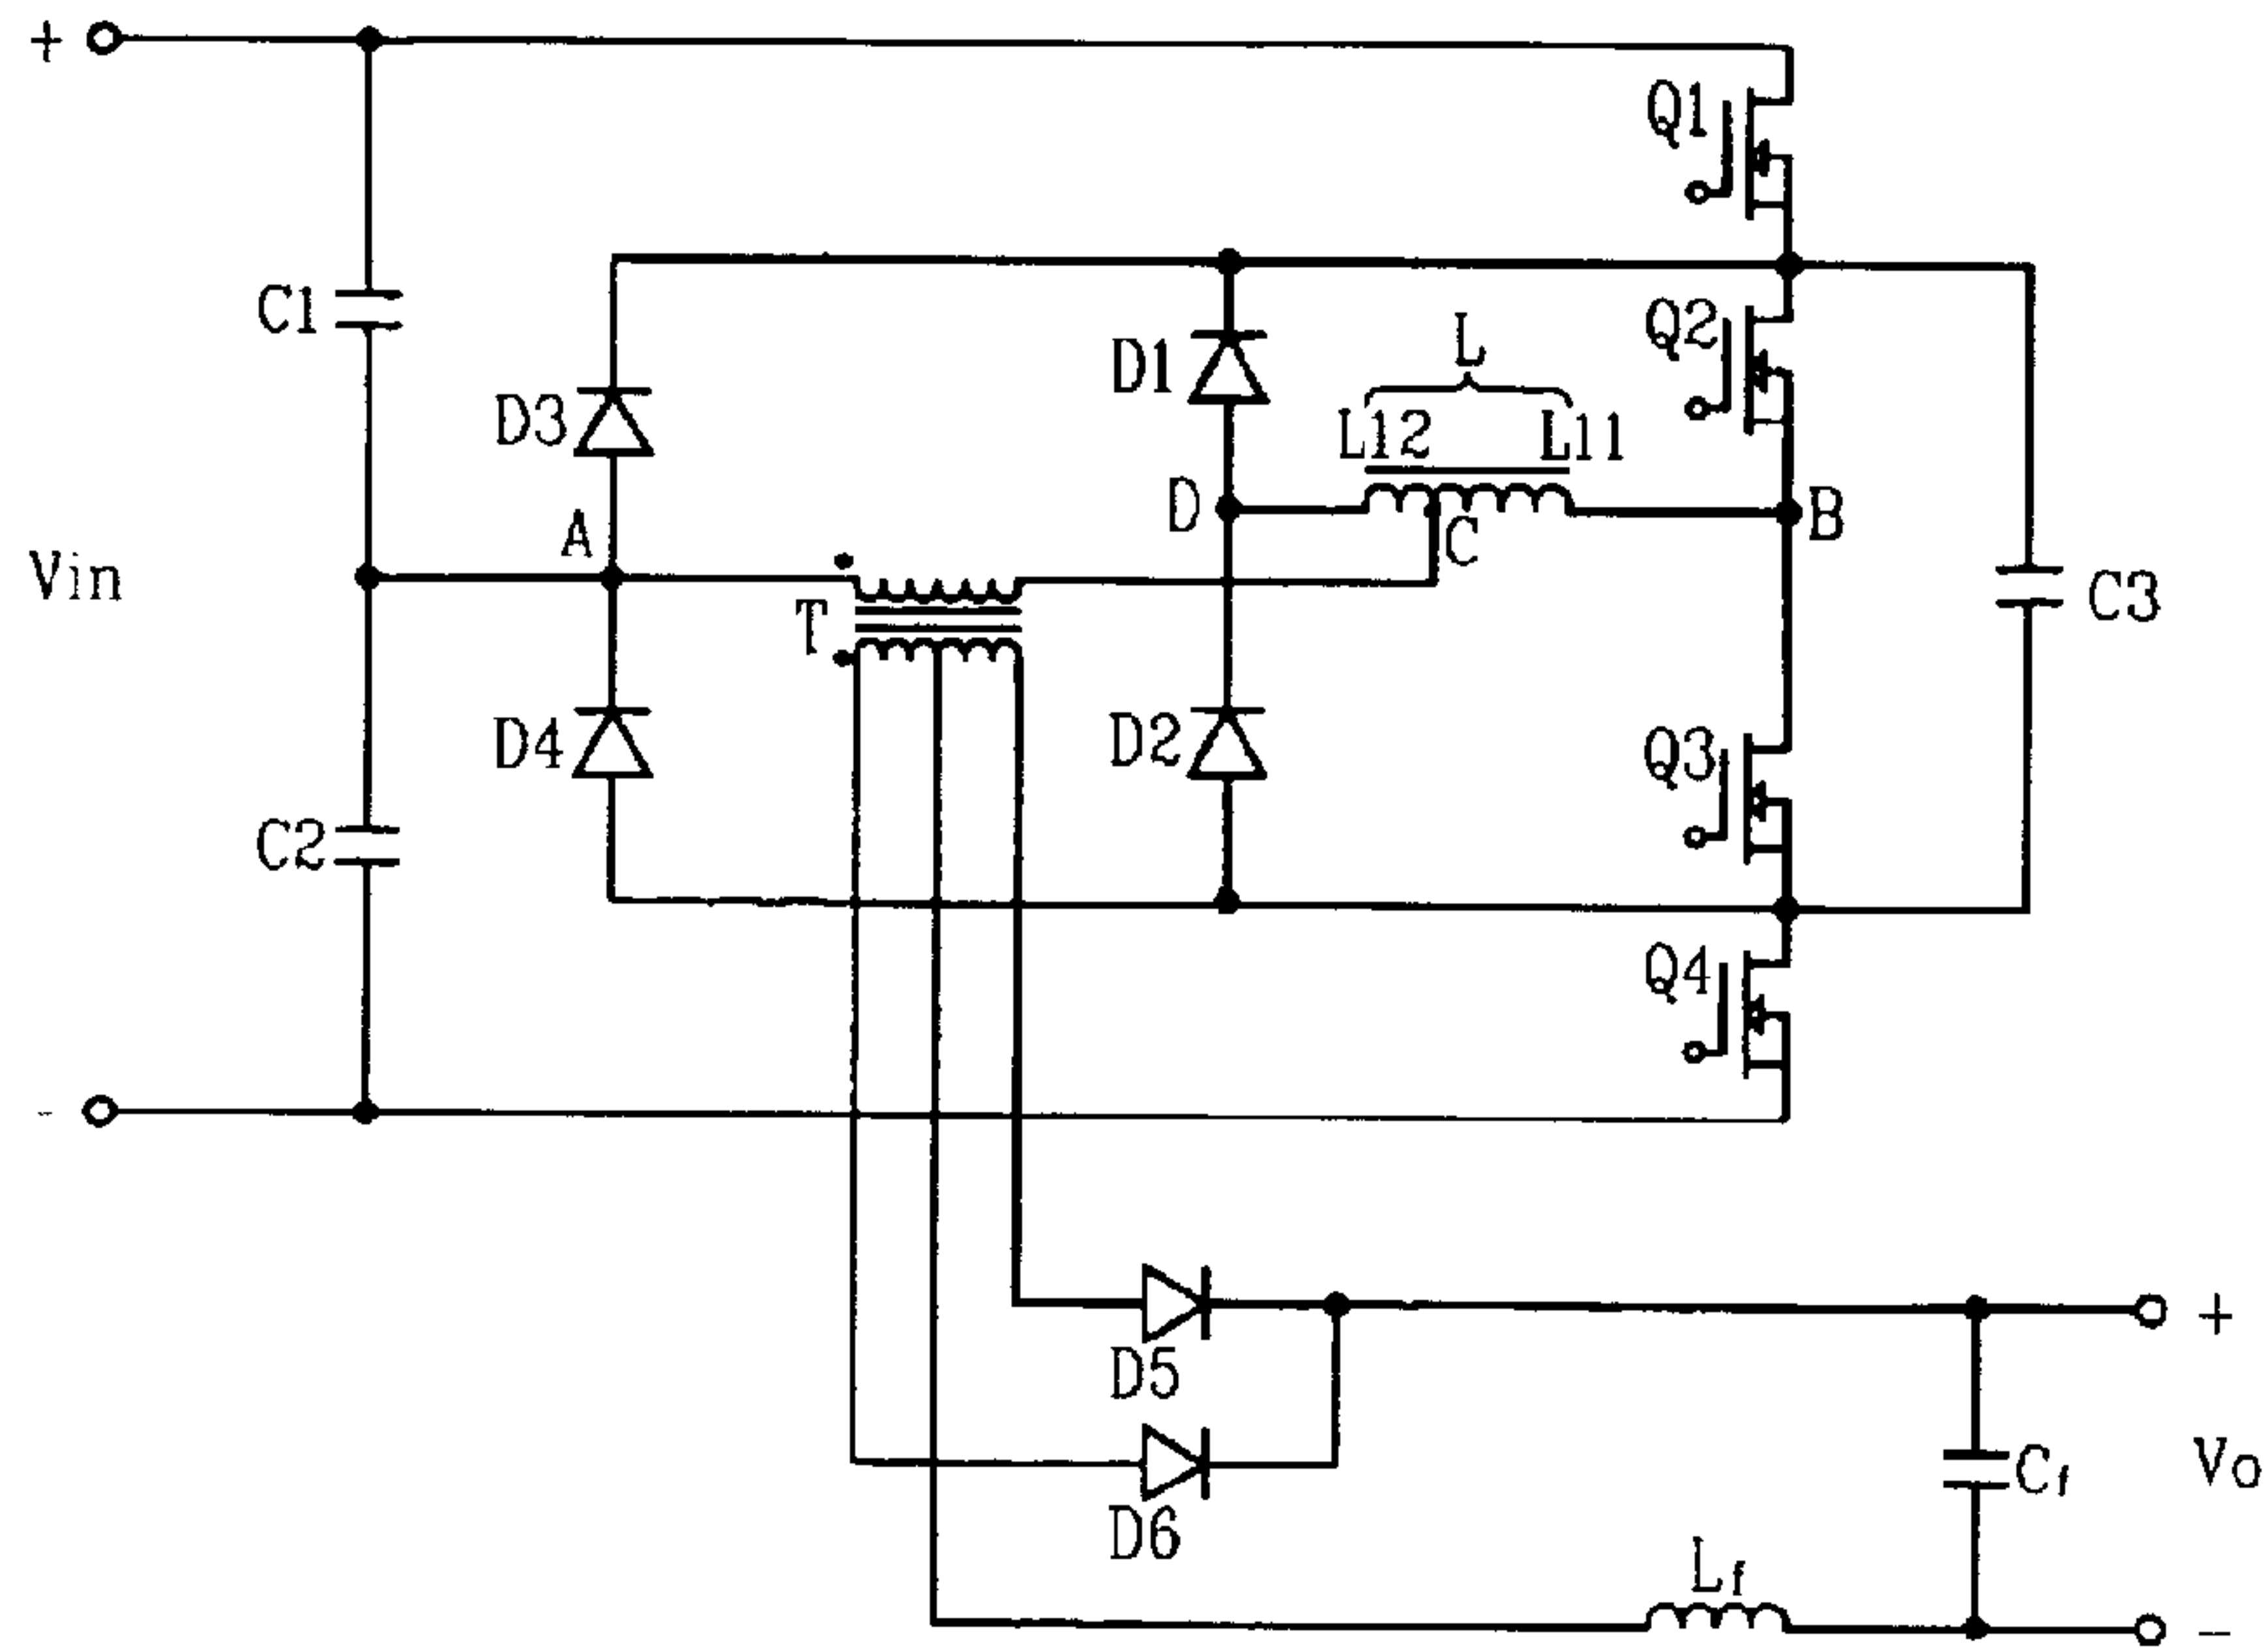 +
Q1
C1
D3
D1
L
L12
L11
Q2
D
A
C
B
Vin
T
C3
D4
D2
Q3
C2
Q4
-
D5
+
D6
Cf
Vo
Lf
-